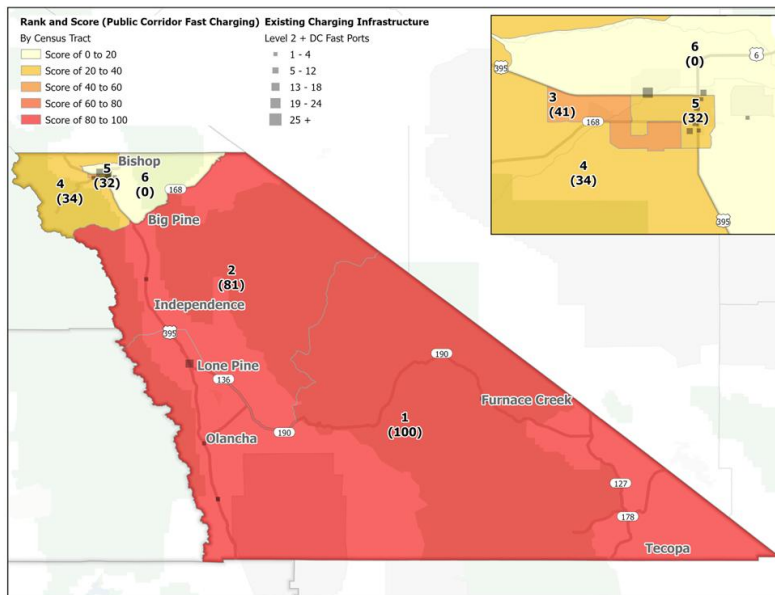 Rank and Score (Public Corridor Fast Charging)
By Census Tract
Score of 0 to 20
Score of 20 to 40
Score of 40 to 60
Score of 60 to 80
Score of 80 to 100
Existing Charging Infrastructure
Level 2 + DC Fast Ports
1 - 4
5 - 12
13 - 18
19 - 24
25 +
395
6
(0)
6
3
(41)
168
5
(32)
4
(34)
395
Bishop
5
(32)
4
(34)
6
(0)
168
Big Pine
2
(81)
Independence
395
Lone Pine
136
190
Furnace Creek
1
(100)
Olancha
190
127
178
Tecopa